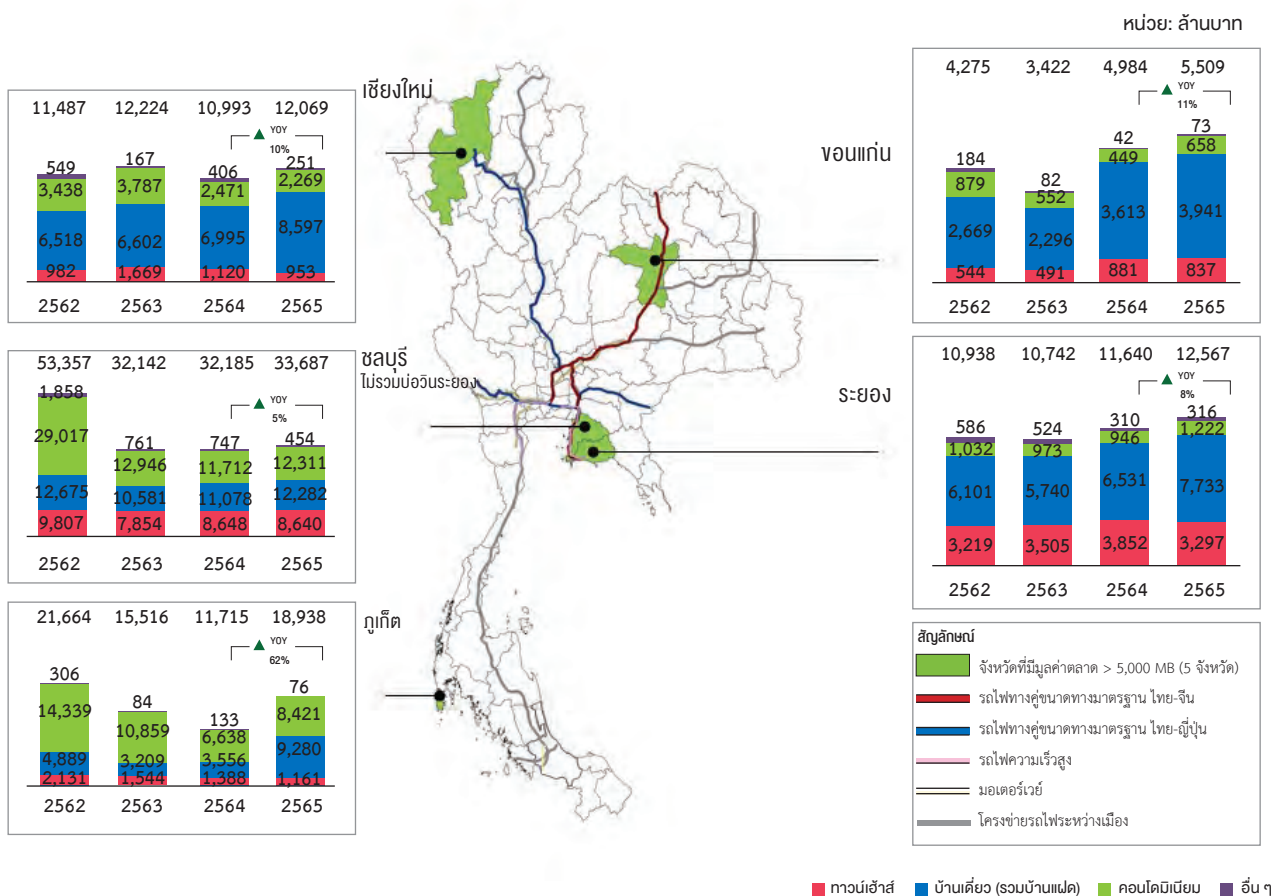 หน่วย: ล้านบาท
เชียงใหม่
11,487 12,224 10,993 12,069
YOY
10%
549 167 406 251
3,438 3,787 2,471 2,269
6,518 6,602 6,995 8,597
982 1,669 1,120 953
2562 2563 2564 2565
ขอนแก่น
4,275 3,422 4,984 5,509
YOY
11%
184 82 42 73
879 552 449 658
2,669 2,296 3,613 3,941
544 491 881 837
2562 2563 2564 2565
ชลบุรี
ไม่รวมบ่อวินระยอง
53,357 32,142 32,185 33,687
YOY
5%
1,858 761 747 454
29,017 12,946 11,712 12,311
12,675 10,581 11,078 12,282
9,807 7,854 8,648 8,640
2562 2563 2564 2565
ระยอง
10,938 10,742 11,640 12,567
YOY
8%
586 524 310 316
1,032 973 946 1,222
6,101 5,740 6,531 7,733
3,219 3,505 3,852 3,297
2562 2563 2564 2565
ภูเก็ต
21,664 15,516 11,715 18,938
YOY
62%
306 84 133 76
14,339 10,859 6,638 8,421
4,889 3,209 3,556 9,280
2,131 1,544 1,388 1,161
2562 2563 2564 2565
สัญลักษณ์
จังหวัดที่มีมูลค่าตลาด > 5,000 MB (5 จังหวัด)
รถไฟทางคู่ขนาดทางมาตรฐาน ไทย-จีน
รถไฟทางคู่ขนาดทางมาตรฐาน ไทย-ญี่ปุ่น
รถไฟความเร็วสูง
มอเตอร์เวย์
โครงข่ายรถไฟระหว่างเมือง
ทาวน์เฮ้าส์ บ้านเดี่ยว (รวมบ้านแฝด) คอนโดมิเนียม อื่น ๆ